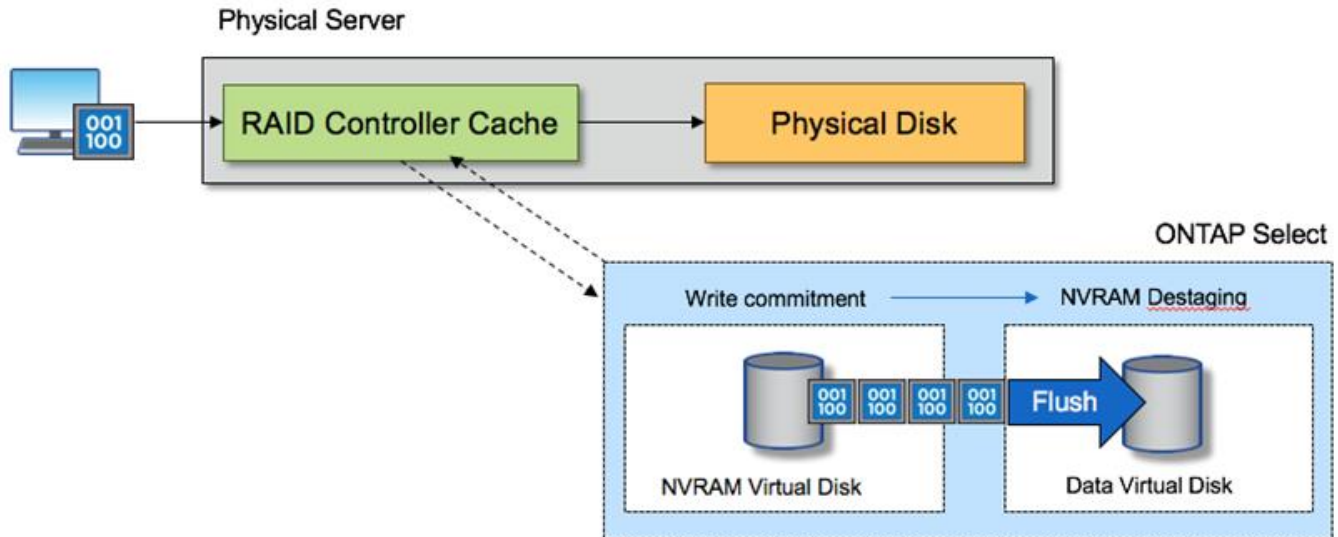 Physical Server
001
100
RAID Controller Cache
Physical Disk
ONTAP Select
Write commitment
NVRAM Destaging
001
100
001
100
001
100
001
100
Flush
NVRAM Virtual Disk
Data Virtual Disk